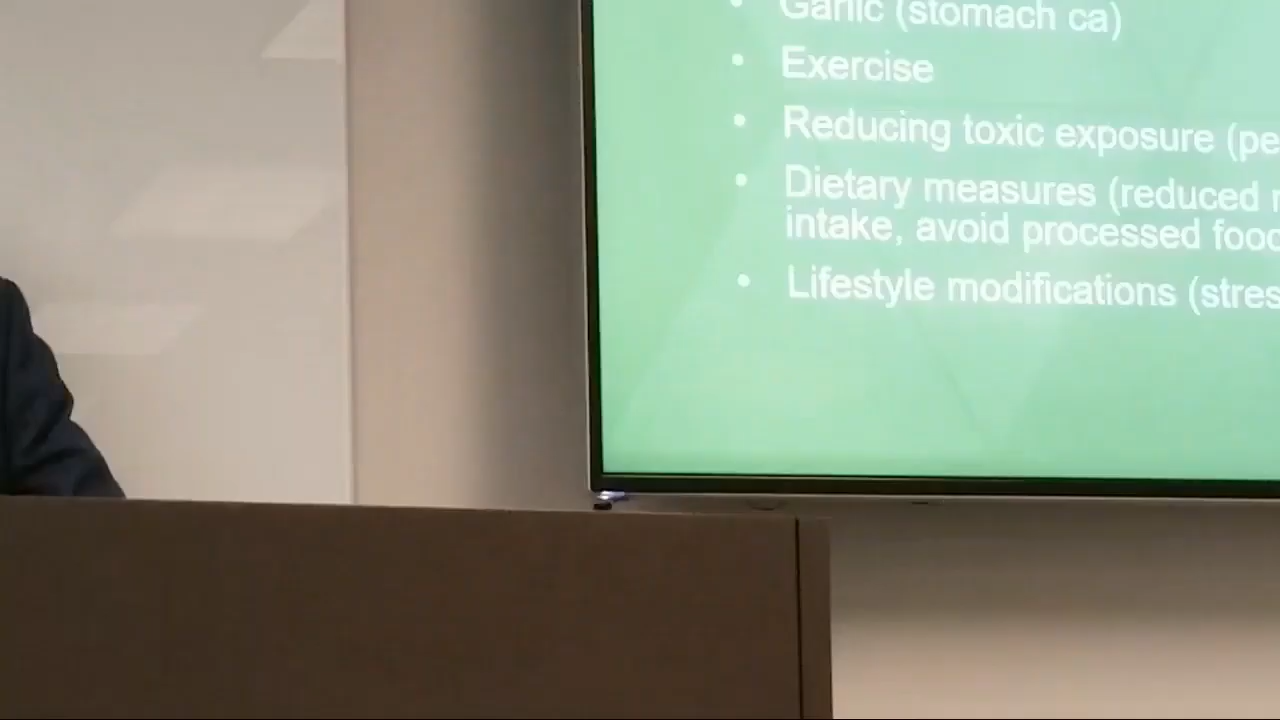 • Garlic (stomach ca)
• Exercise
• Reducing toxic exposure (pe
• Dietary measures (reduced
intake, avoid processed food
• Lifestyle modifications (stres